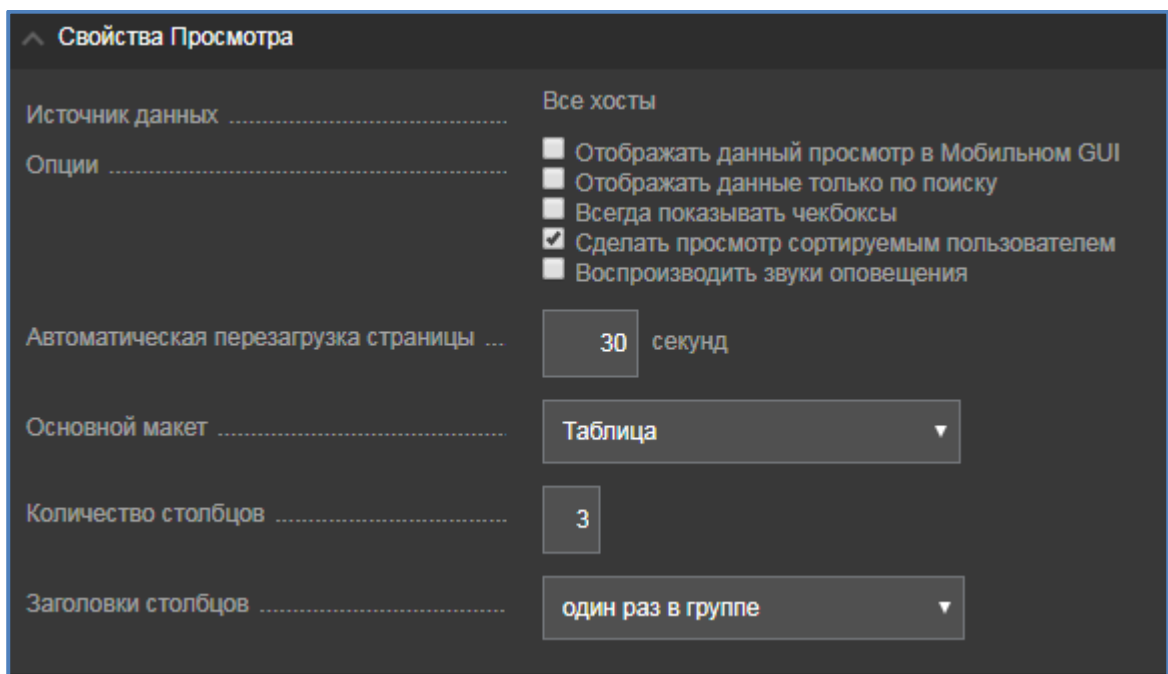 Свойства Просмотра
Источник данных
Все хосты
Опции
Отображать данный просмотр в Мобильном GUI
Отображать данные только по поиску
Всегда показывать чекбоксы
Сделать просмотр сортируемым пользователем
Воспроизводить звуки оповещения
Автоматическая перезагрузка страницы ... 30 секунд
Основной макет
Таблица
Количество столбцов
3
Заголовки столбцов
один раз в группе